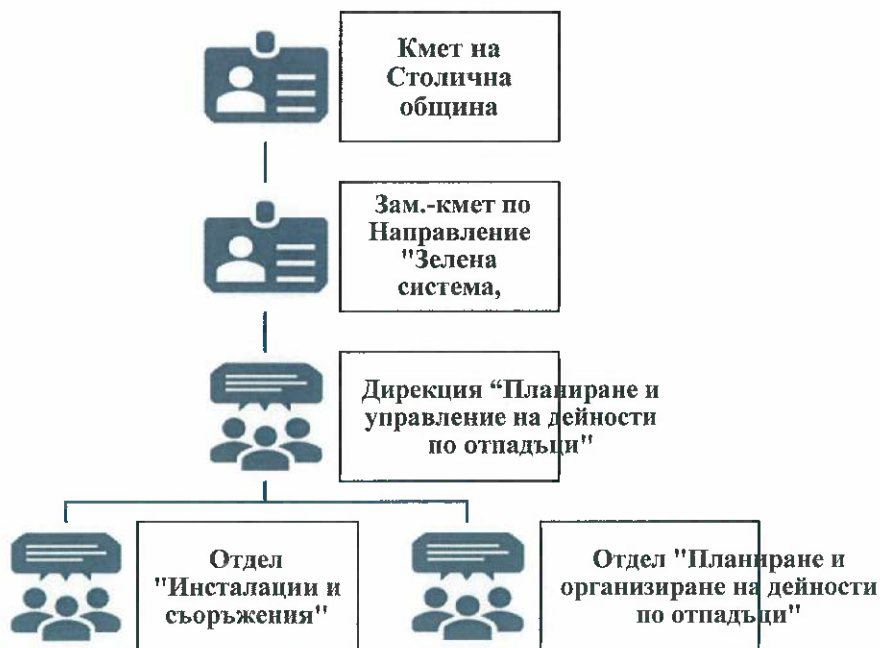 Кмет на
Столична
община
Зам.-кмет по
Направление
"Зелена
система,
Дирекция “Планиране и
управление на дейности
по отпадъци"
Отдел
"Инсталации и
съоръжения"
Отдел "Планиране и
организиране на дейности
по отпадъци"